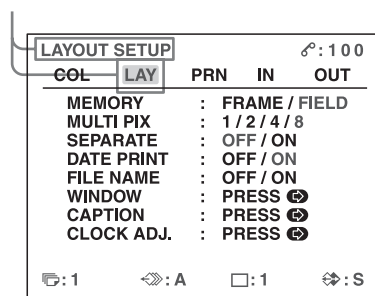 LAYOUT SETUP :100
COL LAY PRN IN OUT
MEMORY : FRAME / FIELD
MULTI PIX : 1 / 2 / 4 / 8
SEPARATE : OFF / ON
DATE PRINT : OFF / ON
FILE NAME : OFF / ON
WINDOW : PRESS
CAPTION : PRESS
CLOCK ADJ. : PRESS
:1 :A :1 :S